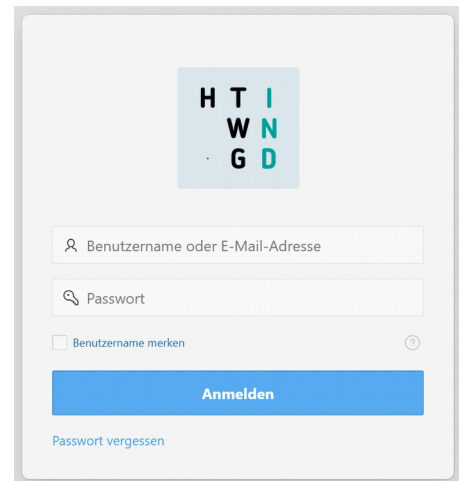 H T I
W N
. G D
Benutzername oder E-Mail-Adresse
Passwort
Benutzername merken
?
Anmelden
Passwort vergessen